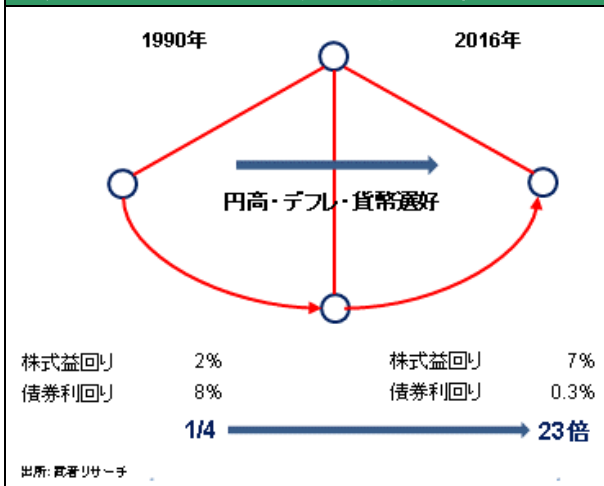 1990年 2016年
円高・デフレ・貨幣選好
株式益回り 2% 株式益回り 7%
債券利回り 8% 債券利回り 0.3%
1/4 23倍
出所: 武者リサーチ